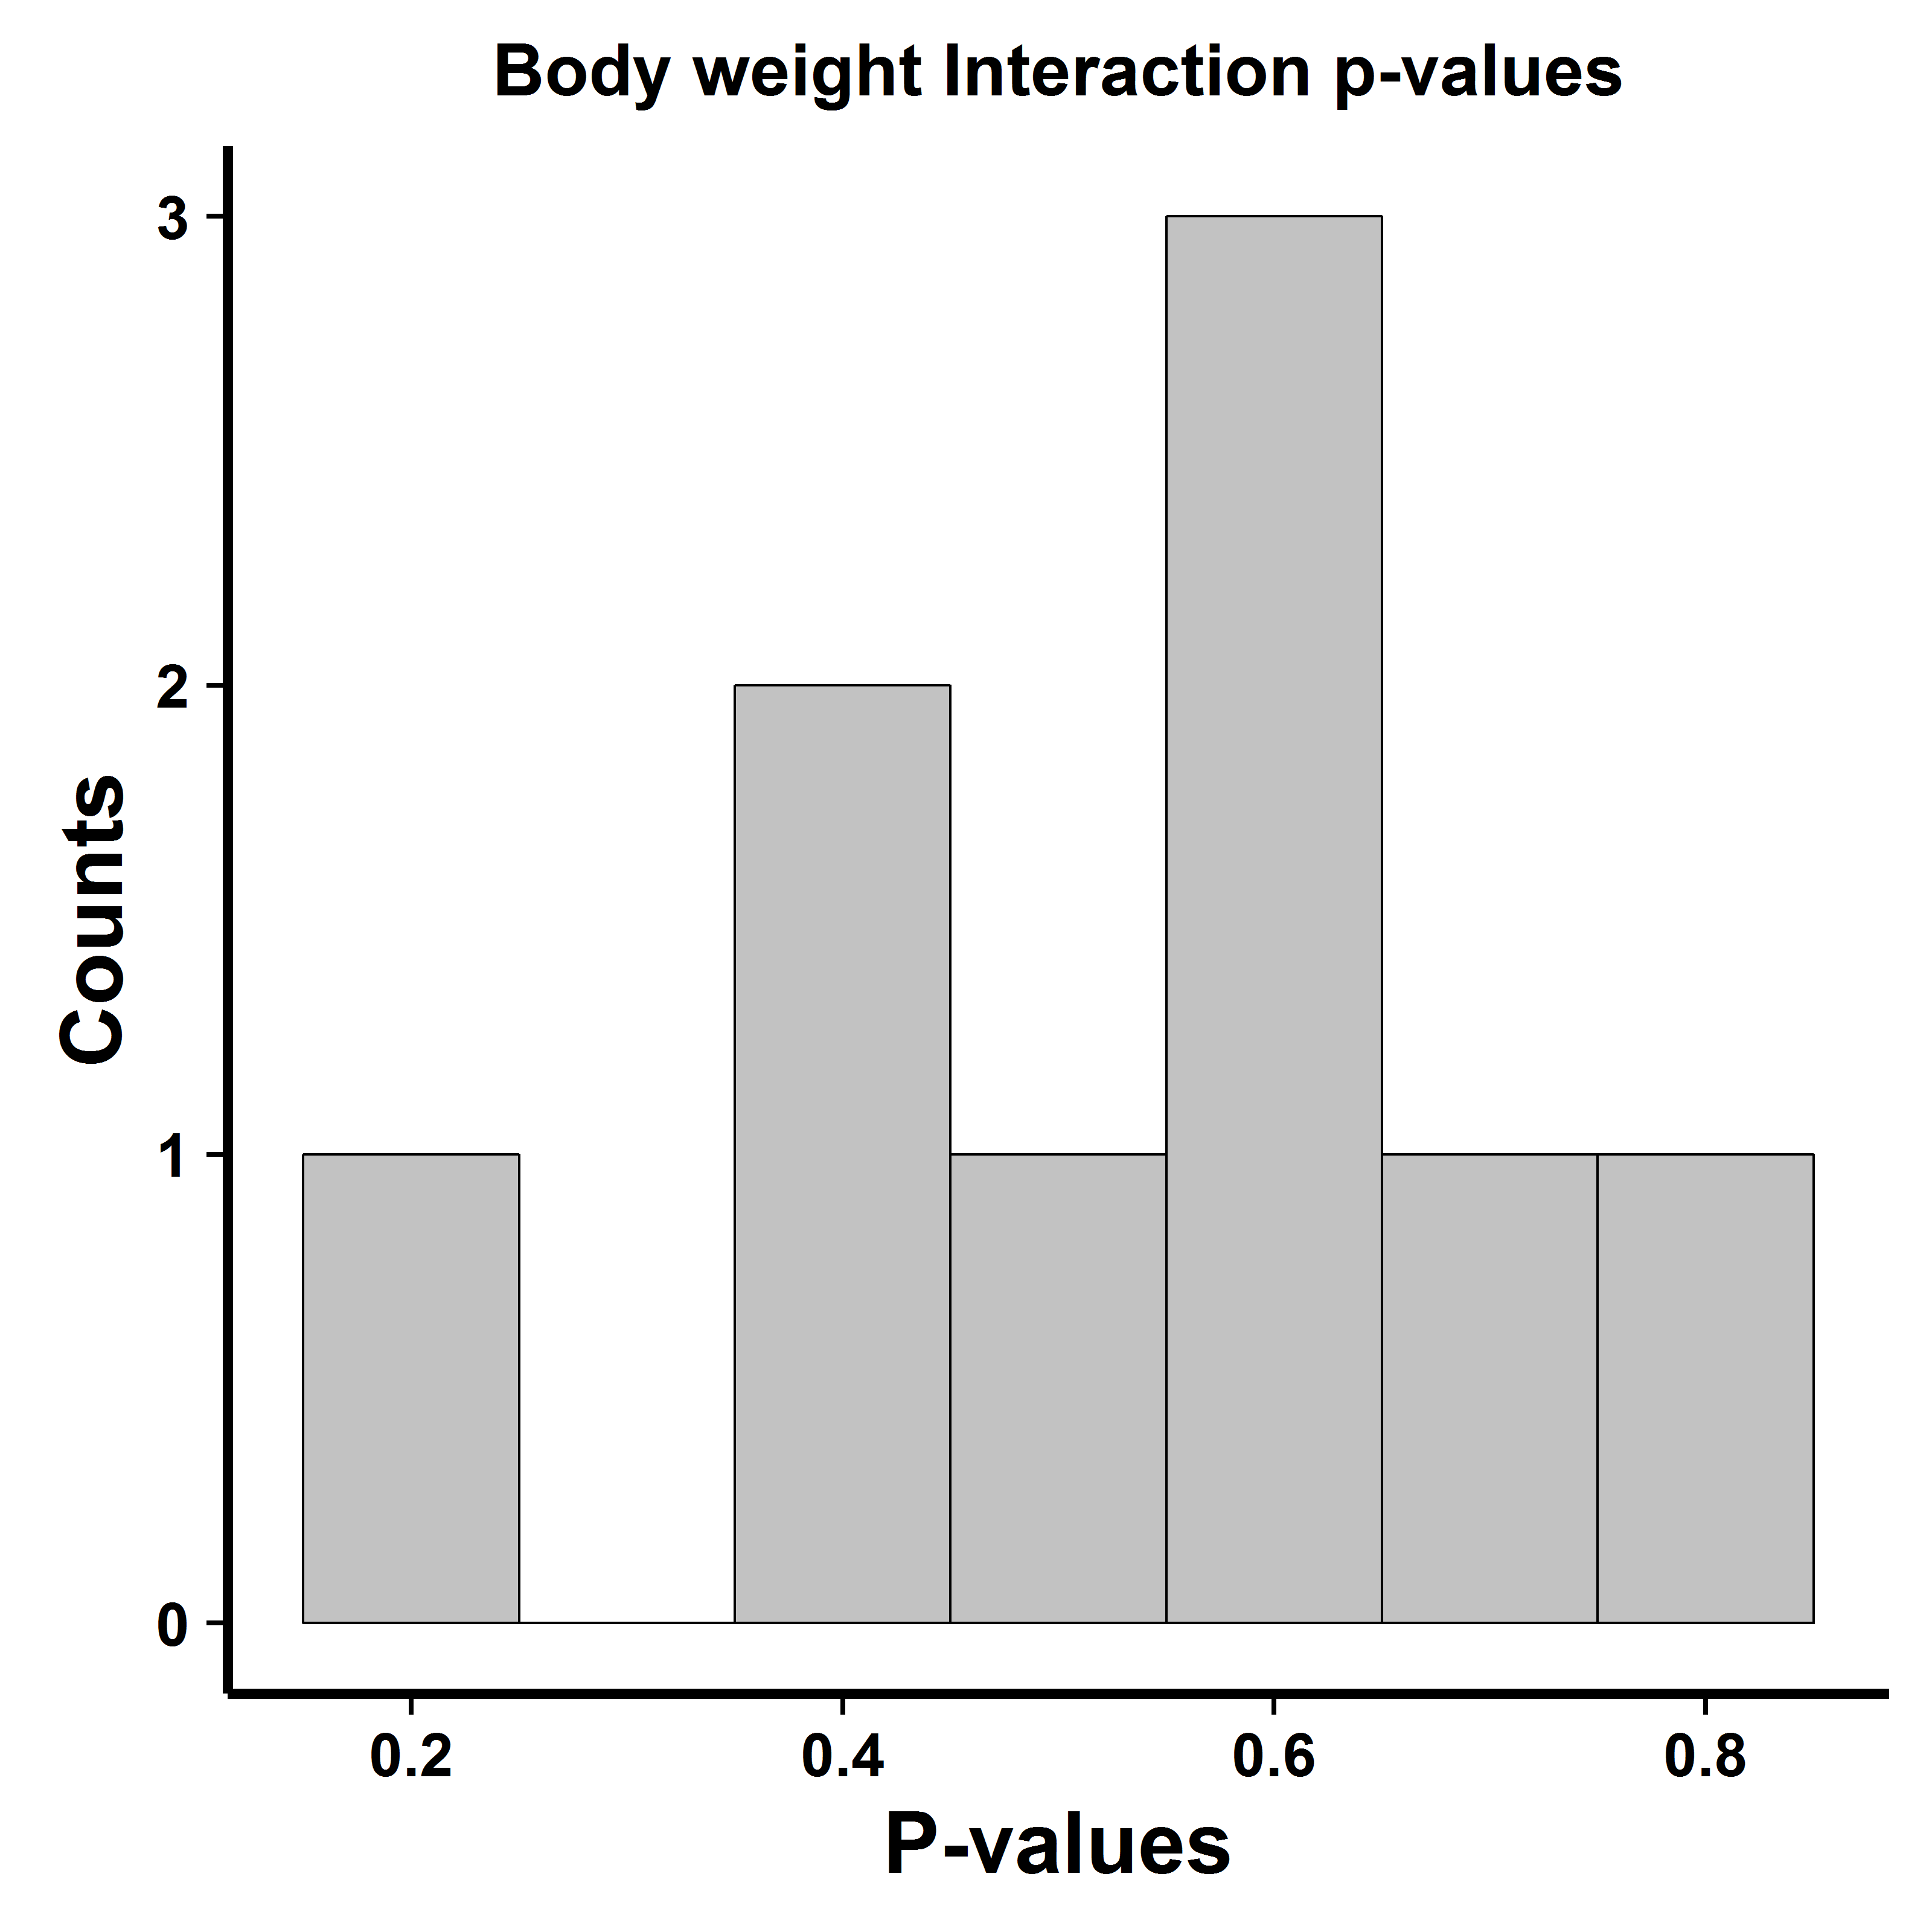 Body weight Interaction p-values
3
2
1
0
Counts
0.2 0.4 0.6 0.8
P-values